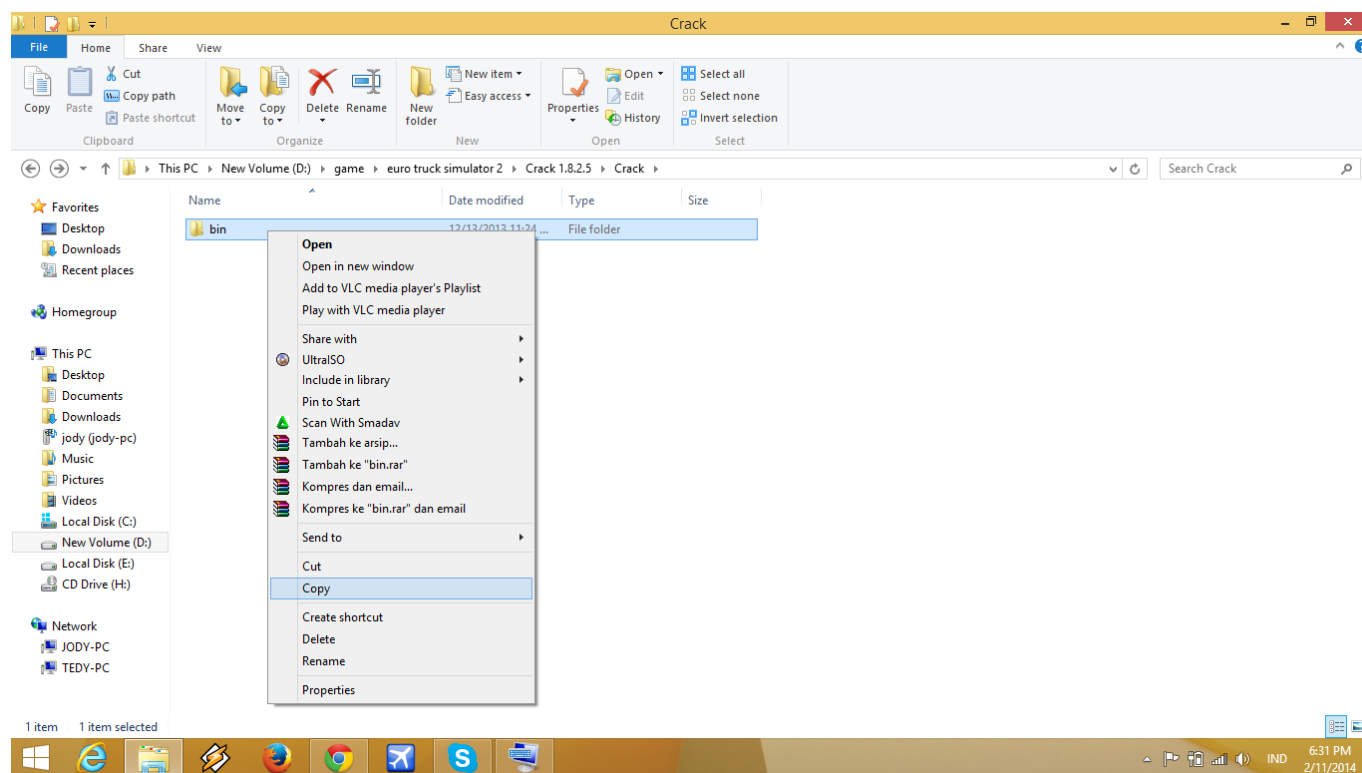 Crack
File Home Share View
Copy
Paste
Cut
Copy path
Paste shortcut
Clipboard
Move to
Copy to
Delete
Rename
Organize
New folder
New item
Easy access
New
Properties
Open
Edit
History
Open
Select all
Select none
Invert selection
Select
This PC New Volume (D:) game euro truck simulator 2 Crack 1.8.2.5 Crack
Search Crack
Name Date modified Type Size
bin 12/13/2013 11:24 ... File folder
Favorites
Desktop
Downloads
Recent places
Homegroup
This PC
Desktop
Documents
Downloads
jody (jody-pc)
Music
Pictures
Videos
Local Disk (C:)
New Volume (D:)
Local Disk (E:)
CD Drive (H:)
Network
JODY-PC
TEDY-PC
Open
Open in new window
Add to VLC media player's Playlist
Play with VLC media player
Share with
UltraISO
Include in library
Pin to Start
Scan With Smadav
Tambah ke arsip...
Tambah ke "bin.rar"
Kompres dan email...
Kompres ke "bin.rar" dan email
Send to
Cut
Copy
Create shortcut
Delete
Rename
Properties
1 item 1 item selected
IND
6:31 PM
2/11/2014